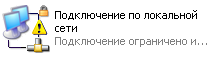 Подключение по локальной
сети
Подключение ограничено и...